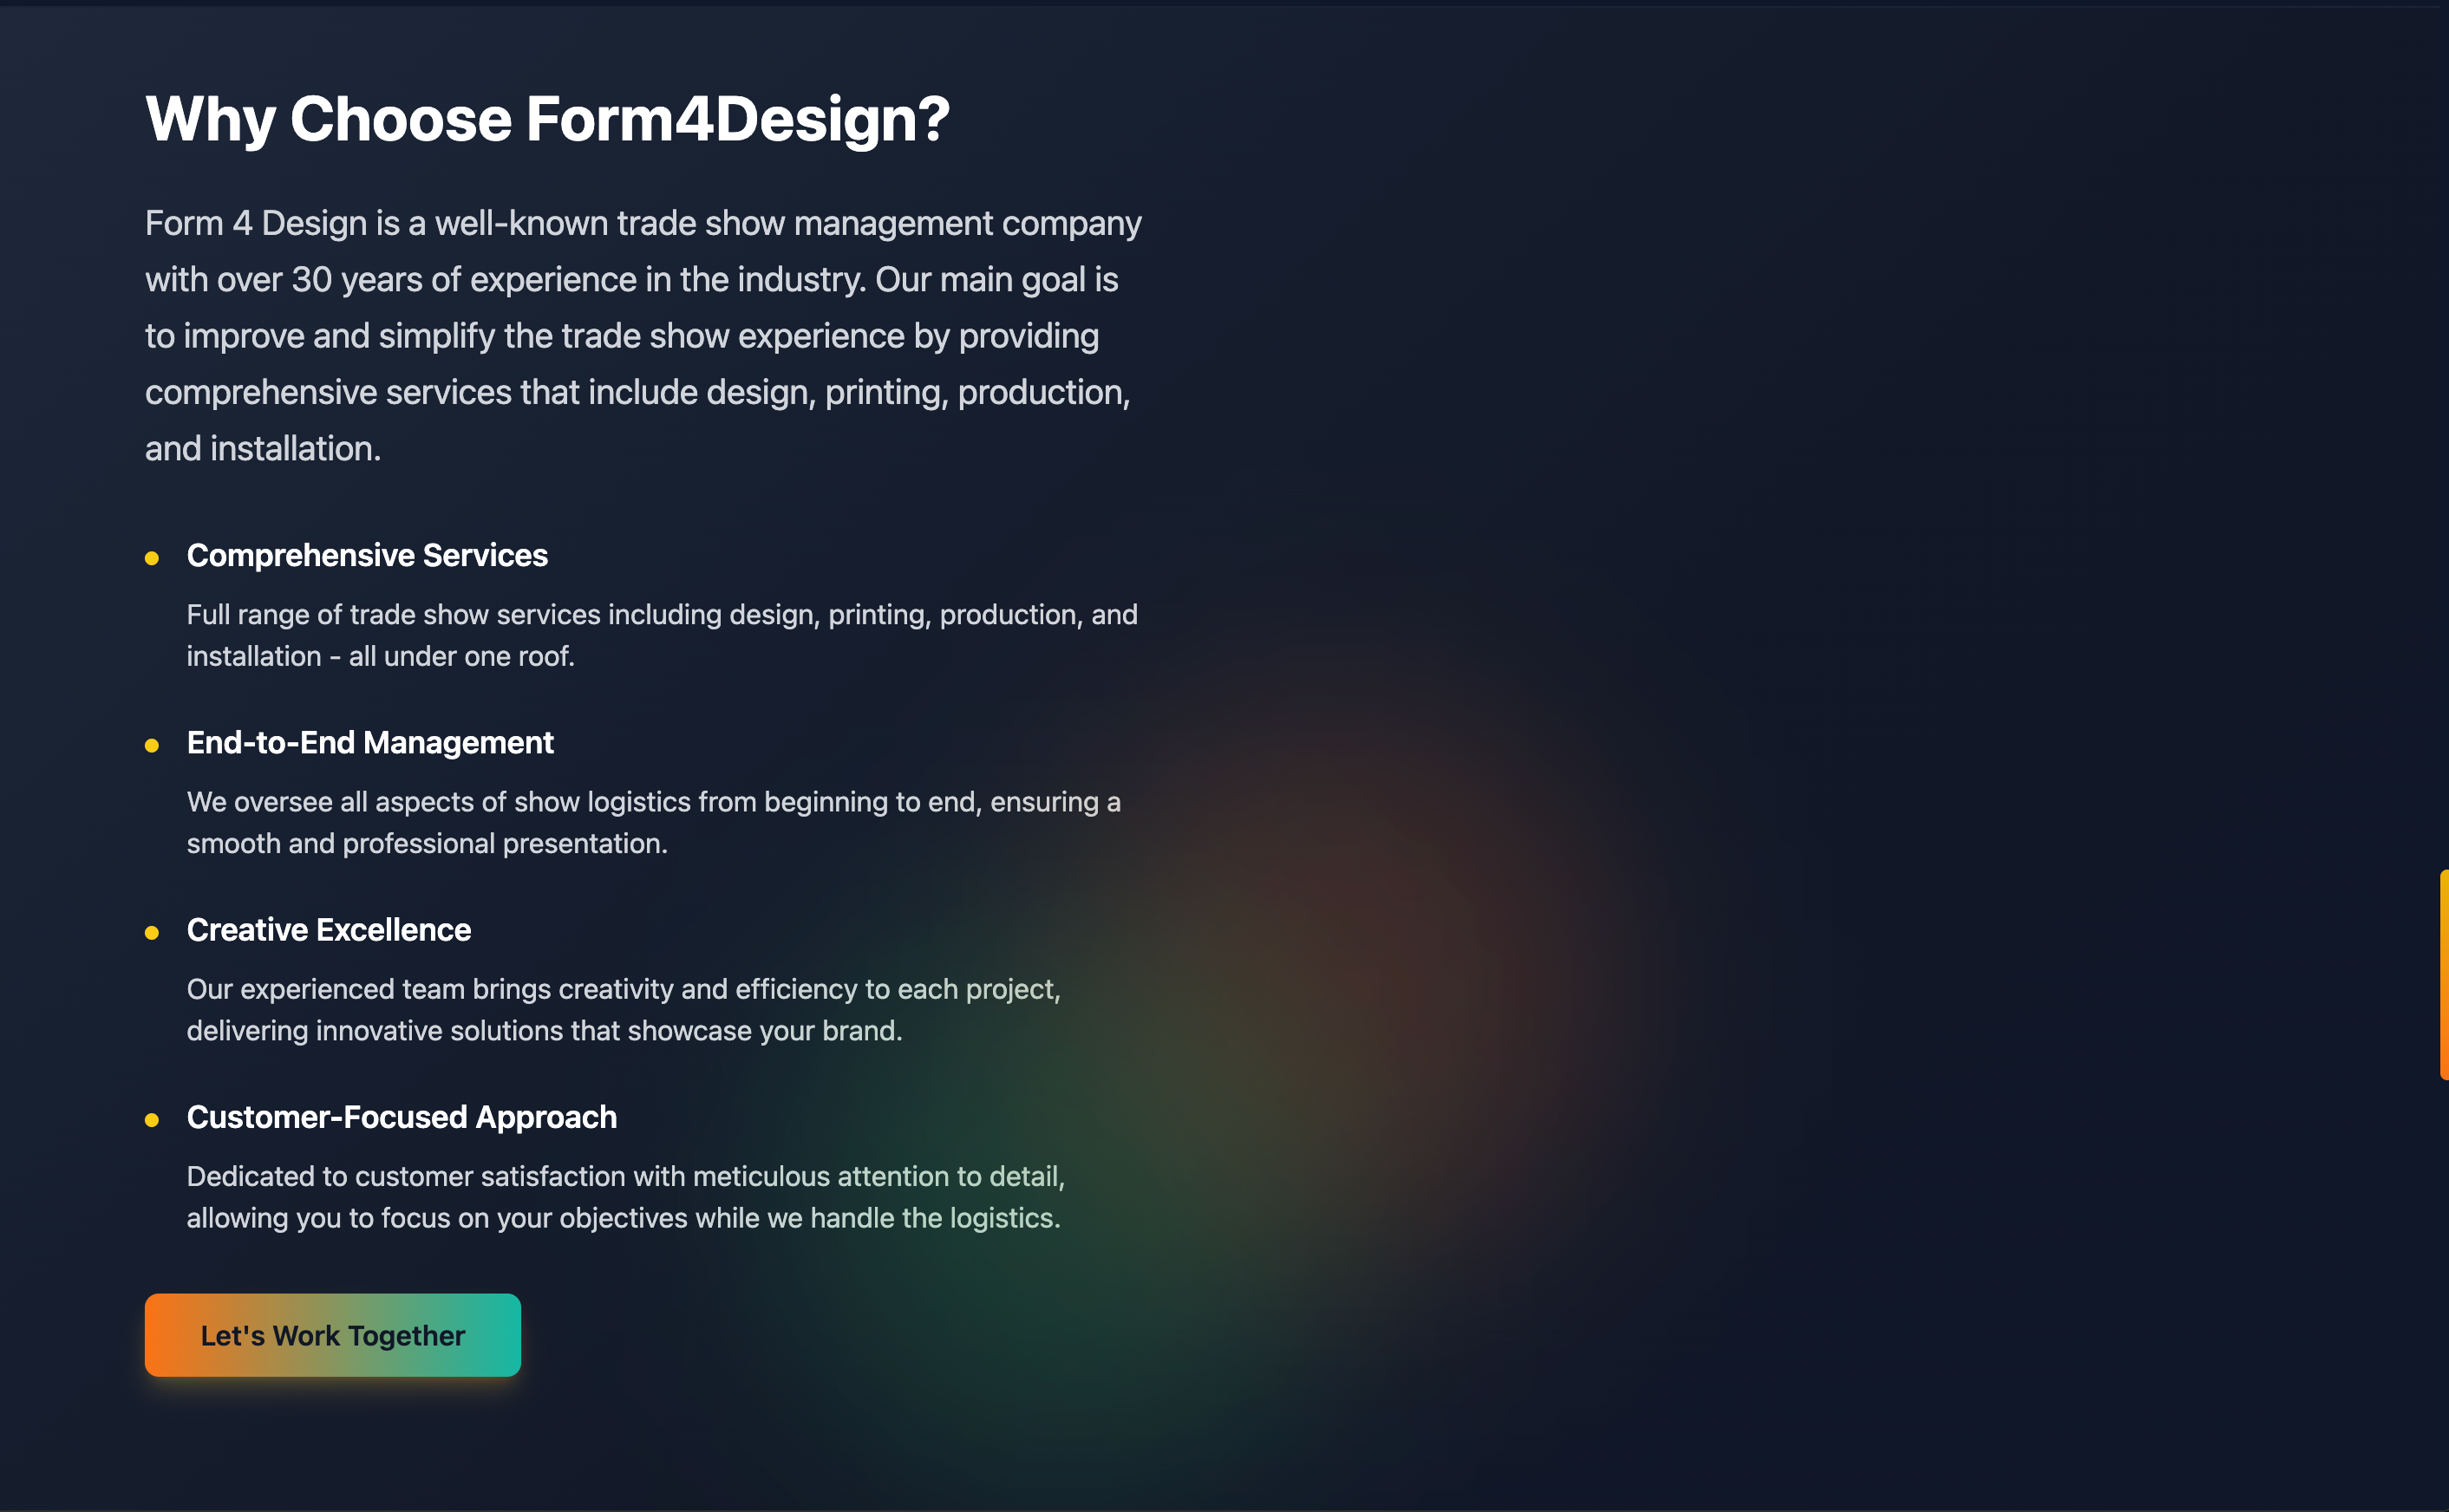 Why Choose Form4Design?
Form 4 Design is a well-known trade show management company
with over 30 years of experience in the industry. Our main goal is
to improve and simplify the trade show experience by providing
comprehensive services that include design, printing, production,
and installation.
Comprehensive Services
Full range of trade show services including design, printing, production, and
installation - all under one roof.
End-to-End Management
We oversee all aspects of show logistics from beginning to end, ensuring a
smooth and professional presentation.
Creative Excellence
Our experienced team brings creativity and efficiency to each project,
delivering innovative solutions that showcase your brand.
Customer-Focused Approach
Dedicated to customer satisfaction with meticulous attention to detail,
allowing you to focus on your objectives while we handle the logistics.
Let's Work Together